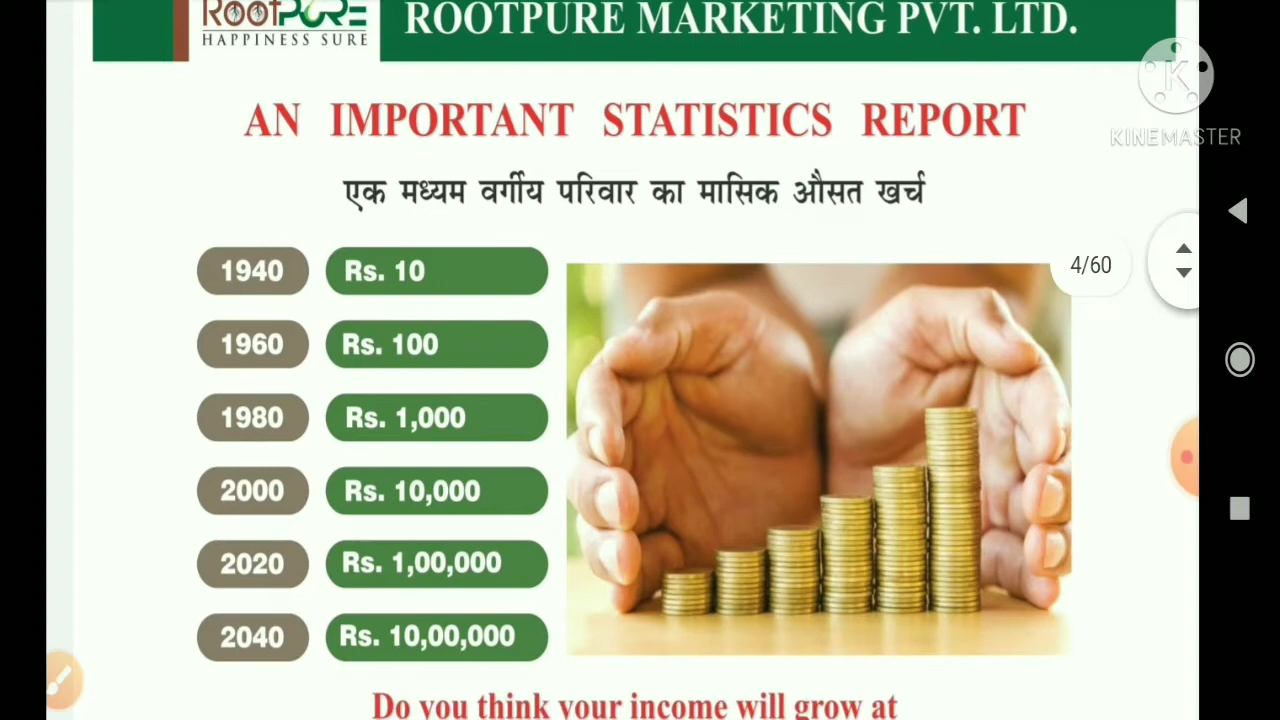 RootPURE
HAPPINESS SURE
ROOTPURE MARKETING PVT. LTD.
AN IMPORTANT STATISTICS REPORT
एक मध्यम वर्गीय परिवार का मासिक औसत खर्च
1940 Rs. 10
1960 Rs. 100
1980 Rs. 1,000
2000 Rs. 10,000
2020 Rs. 1,00,000
2040 Rs. 10,00,000
Do you think your income will grow at
4/60
K
KINEMASTER